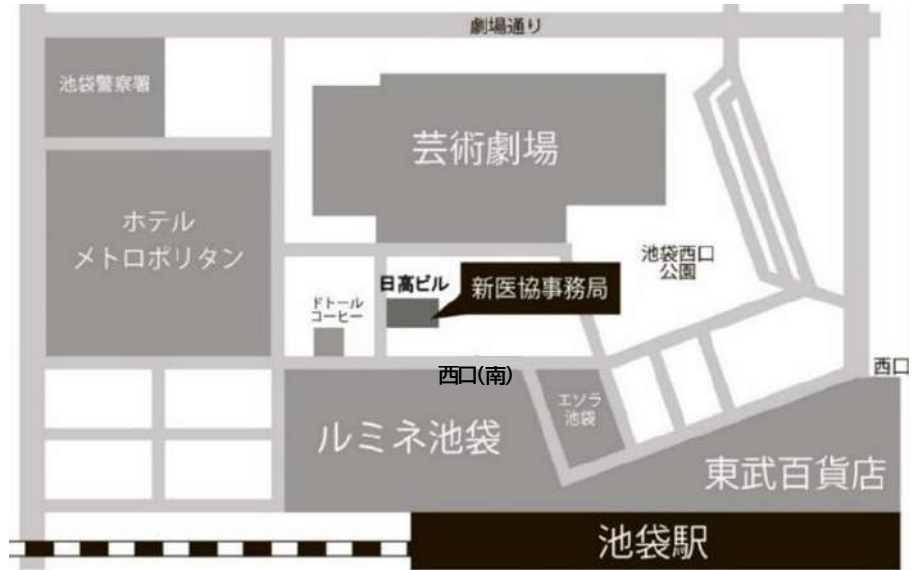 劇場通り
池袋警察署
芸術劇場
ホテル
メトロポリタン
池袋西口
公園
日高ビル
新医協事務局
ドトール
コーヒー
西口(南)
西口
エソラ
池袋
ルミネ池袋
東武百貨店
池袋駅